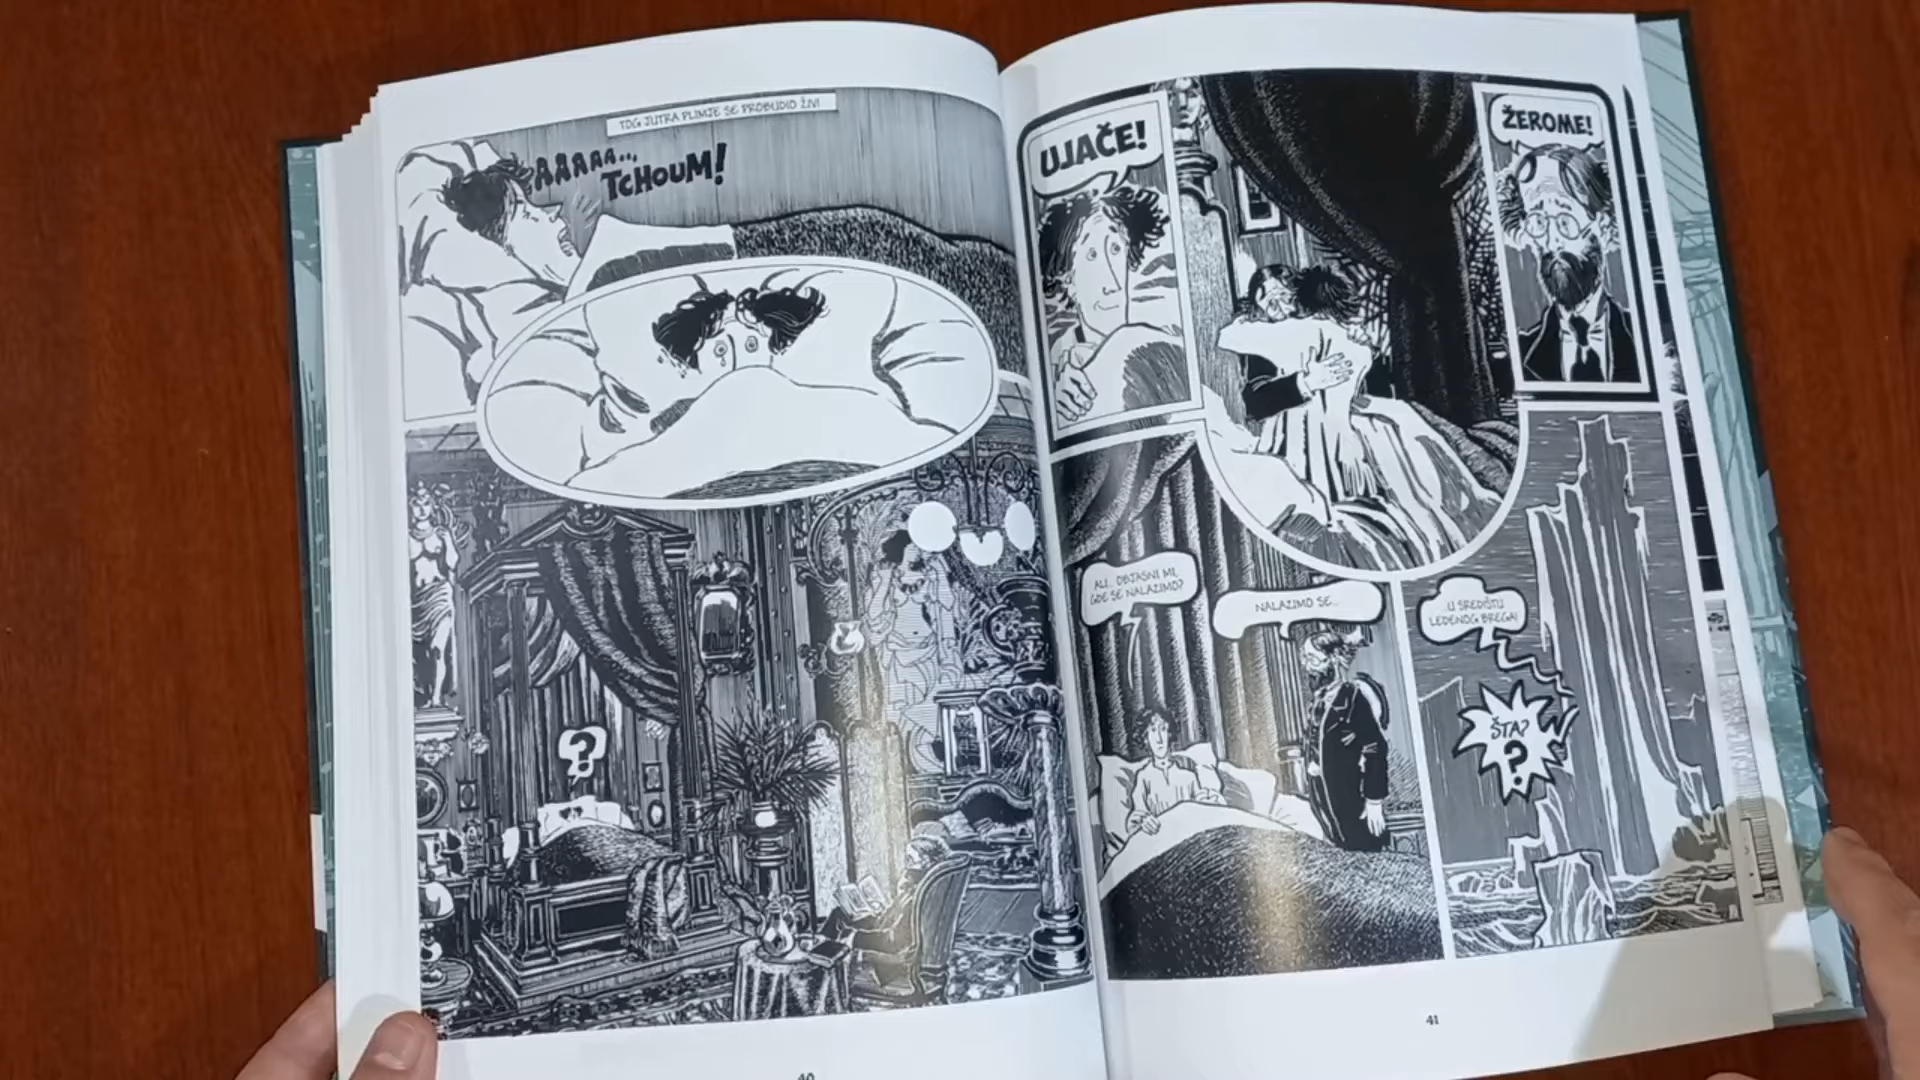 TOG JUTRA PLIMJE SE PROBUDIO ŽIV!
AAAAA..,
TCHOUM!
?
40
UJAČE!
ŽEROME!
ALI.. OBJASNI MI,
GDE SE NALAZIMO?
NALAZIMO SE...
..U SREDIŠTU
LEDENOG BREGA!
ŠTA?
?
41